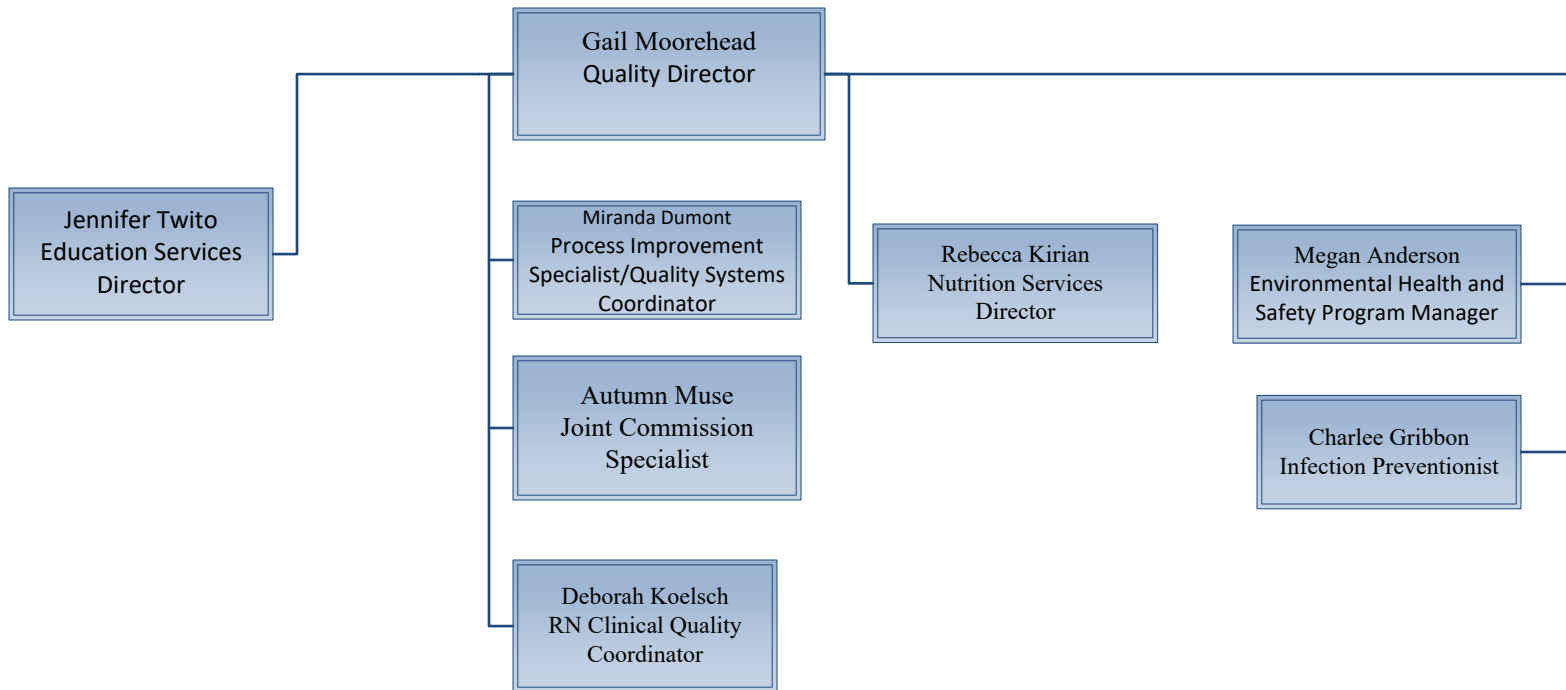 Gail Moorehead
Quality Director
Jennifer Twito
Education Services
Director
Miranda Dumont
Process Improvement
Specialist/Quality Systems
Coordinator
Rebecca Kirian
Nutrition Services
Director
Megan Anderson
Environmental Health and
Safety Program Manager
Autumn Muse
Joint Commission
Specialist
Charlee Gribbon
Infection Preventionist
Deborah Koelsch
RN Clinical Quality
Coordinator